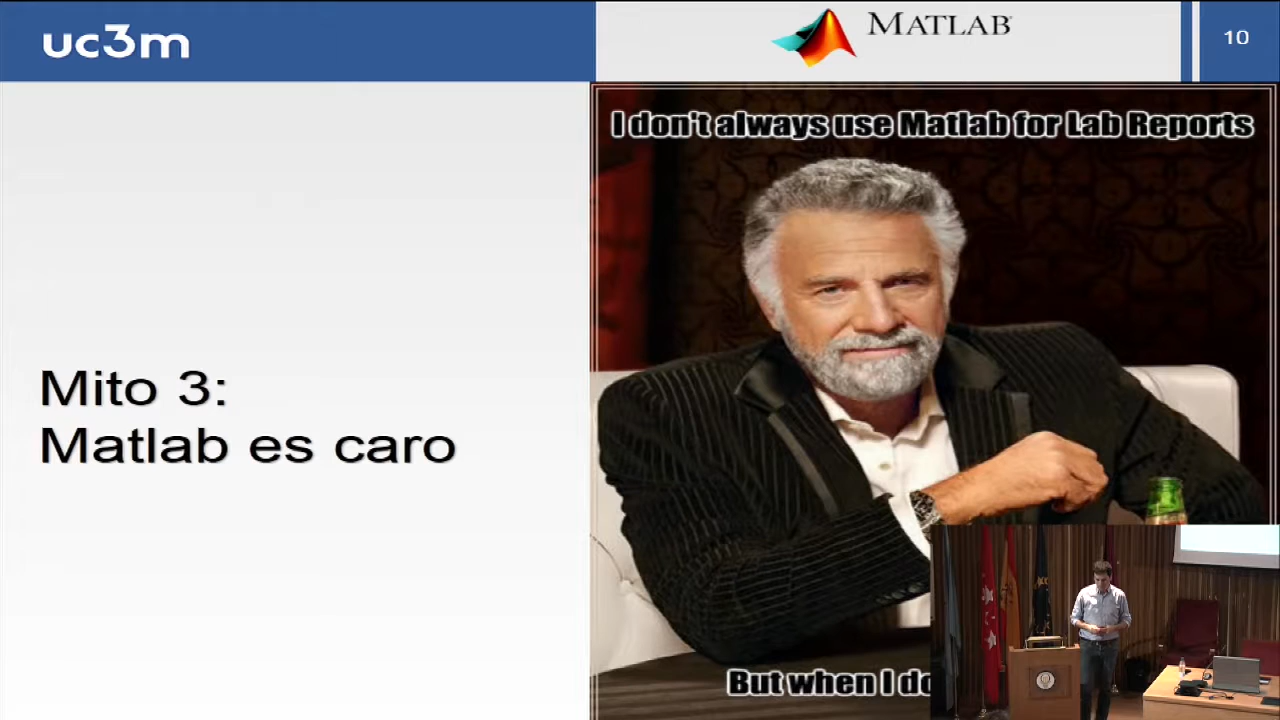 uc3m
MATLAB
10
I don't always use Matlab for Lab Reports
Mito 3:
Matlab es caro
But when I do